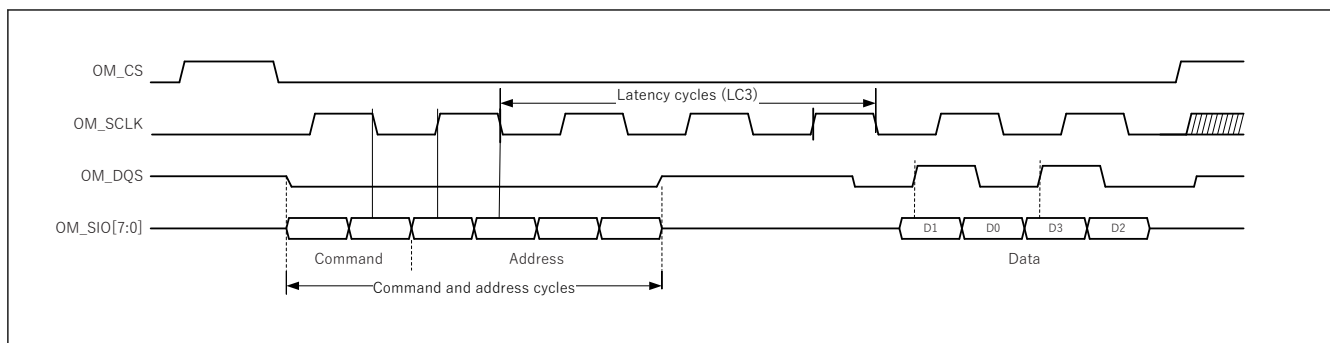 OM_CS
Latency cycles (LC3)
OM_SCLK
OM_DQS
OM_SIO[7:0]
D1 D0 D3 D2
Command Address Data
Command and address cycles